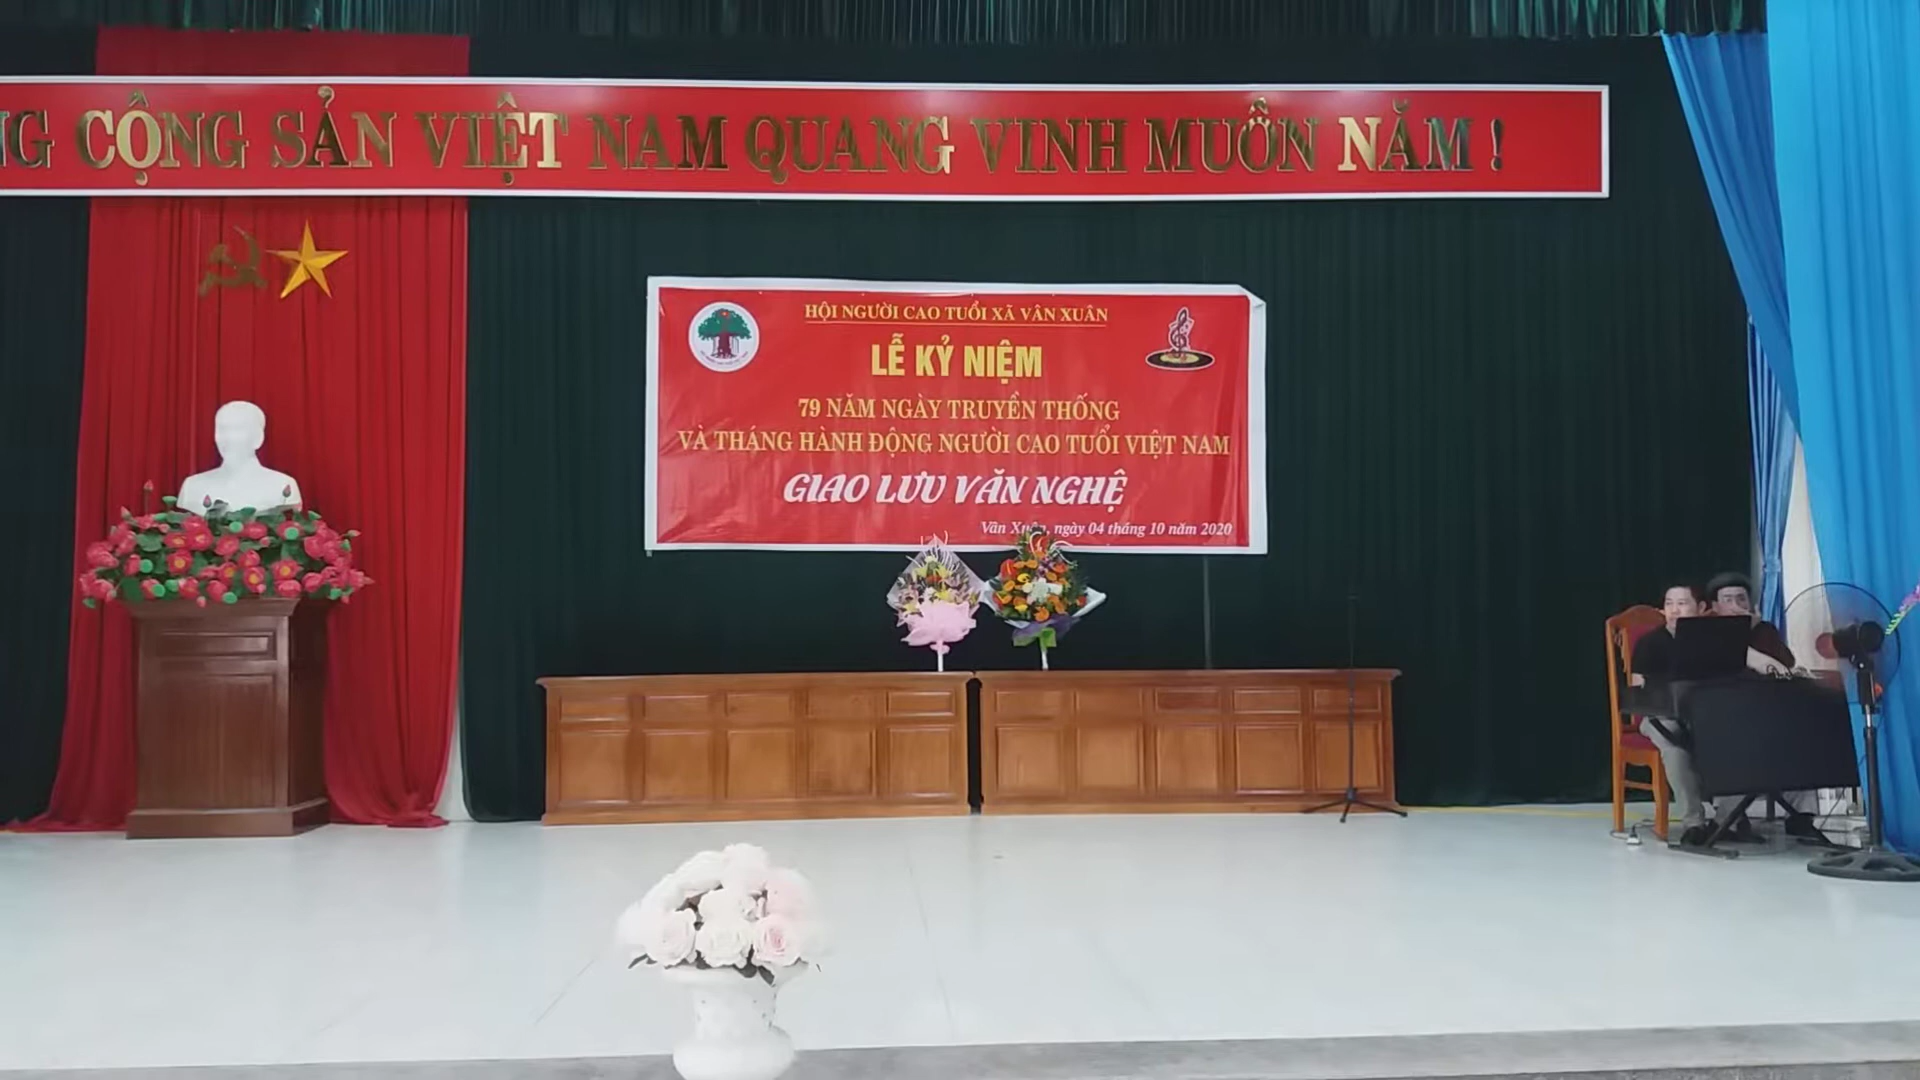 NG CỘNG SẢN VIỆT NAM QUANG VINH MUÔN NĂM !
HỘI NGƯỜI CAO TUỔI XÃ VÂN XUÂN
LỄ KỶ NIỆM
79 NĂM NGÀY TRUYỀN THỐNG
VÀ THÁNG HÀNH ĐỘNG NGƯỜI CAO TUỔI VIỆT NAM
GIAO LƯU VĂN NGHỆ
Vân Xuân, ngày 04 tháng 10 năm 2020